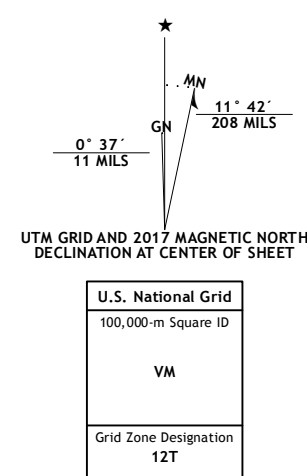 ★
MN
GN
11° 42´
208 MILS
0° 37´
11 MILS
UTM GRID AND 2017 MAGNETIC NORTH
DECLINATION AT CENTER OF SHEET
U.S. National Grid
100,000-m Square ID
VM
Grid Zone Designation
12T